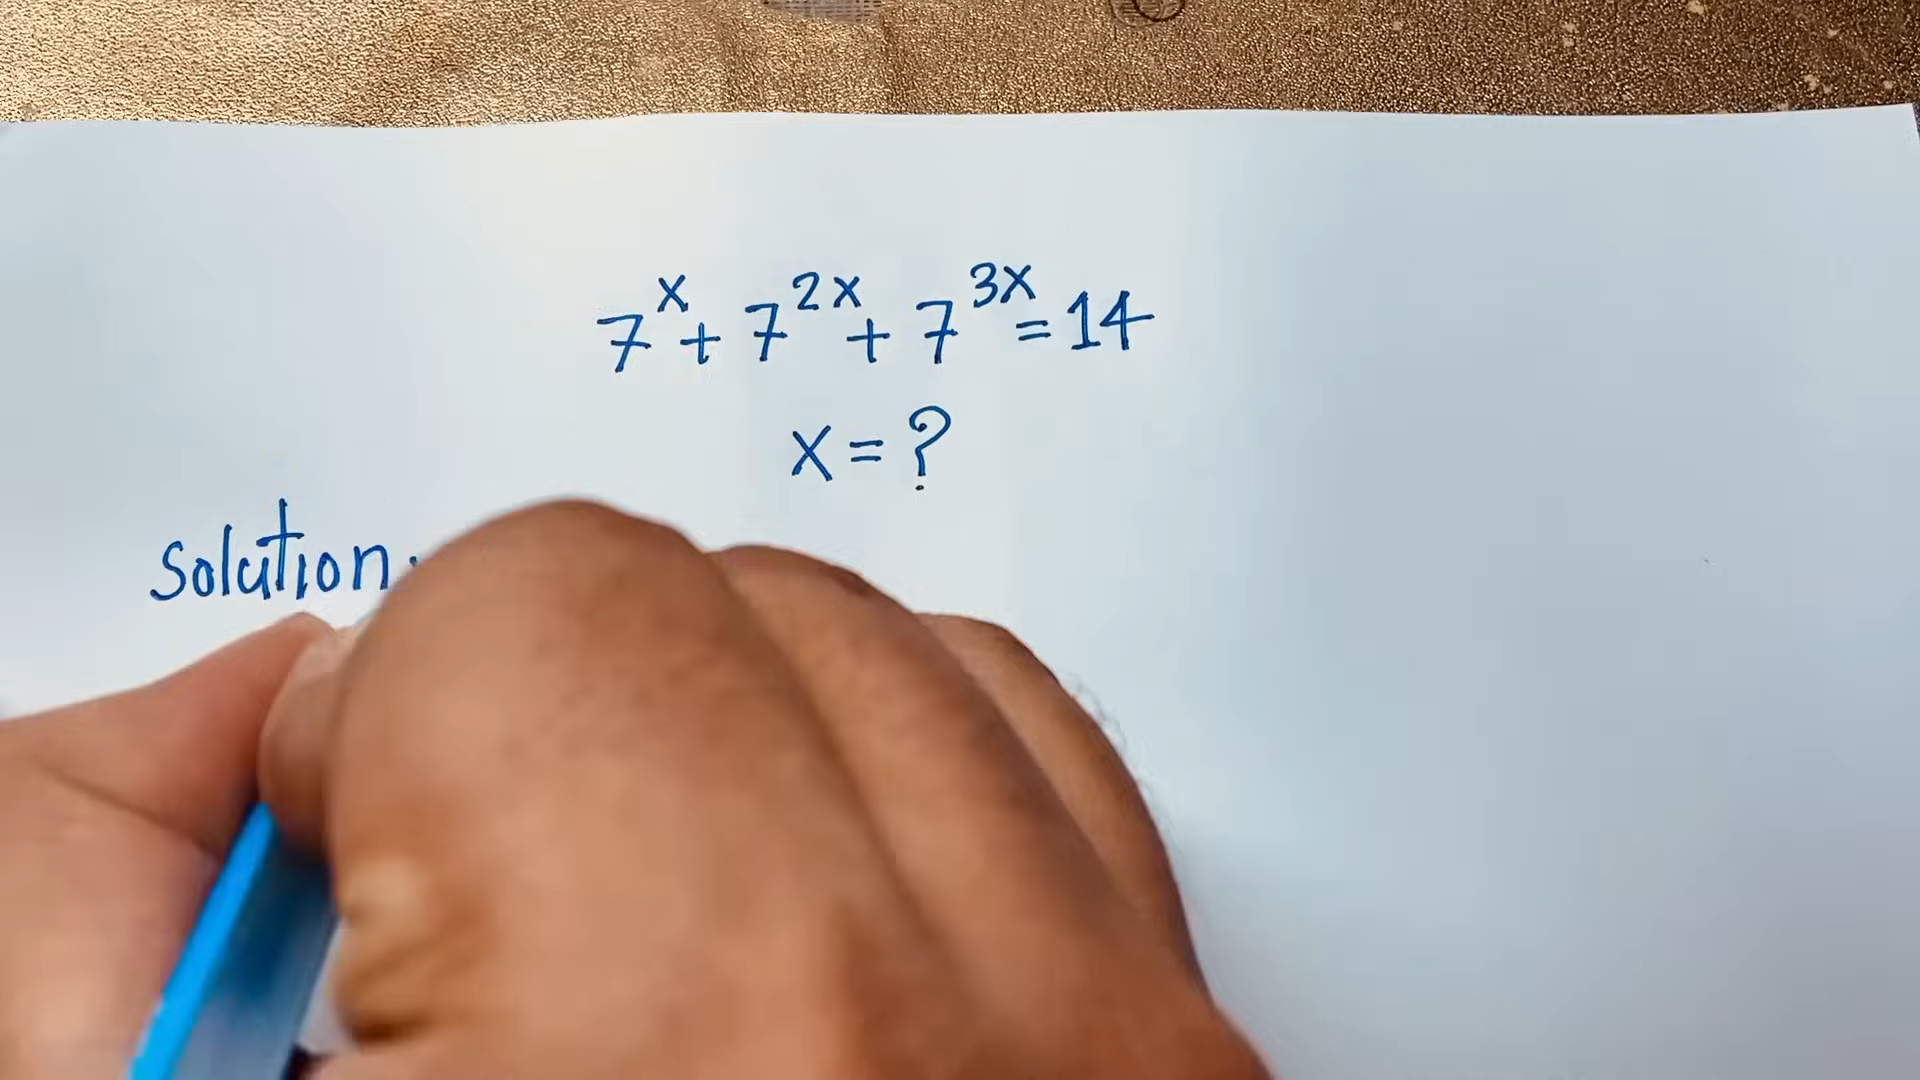 7^x + 7^2x + 7^3x = 14
x = ?
Solution: